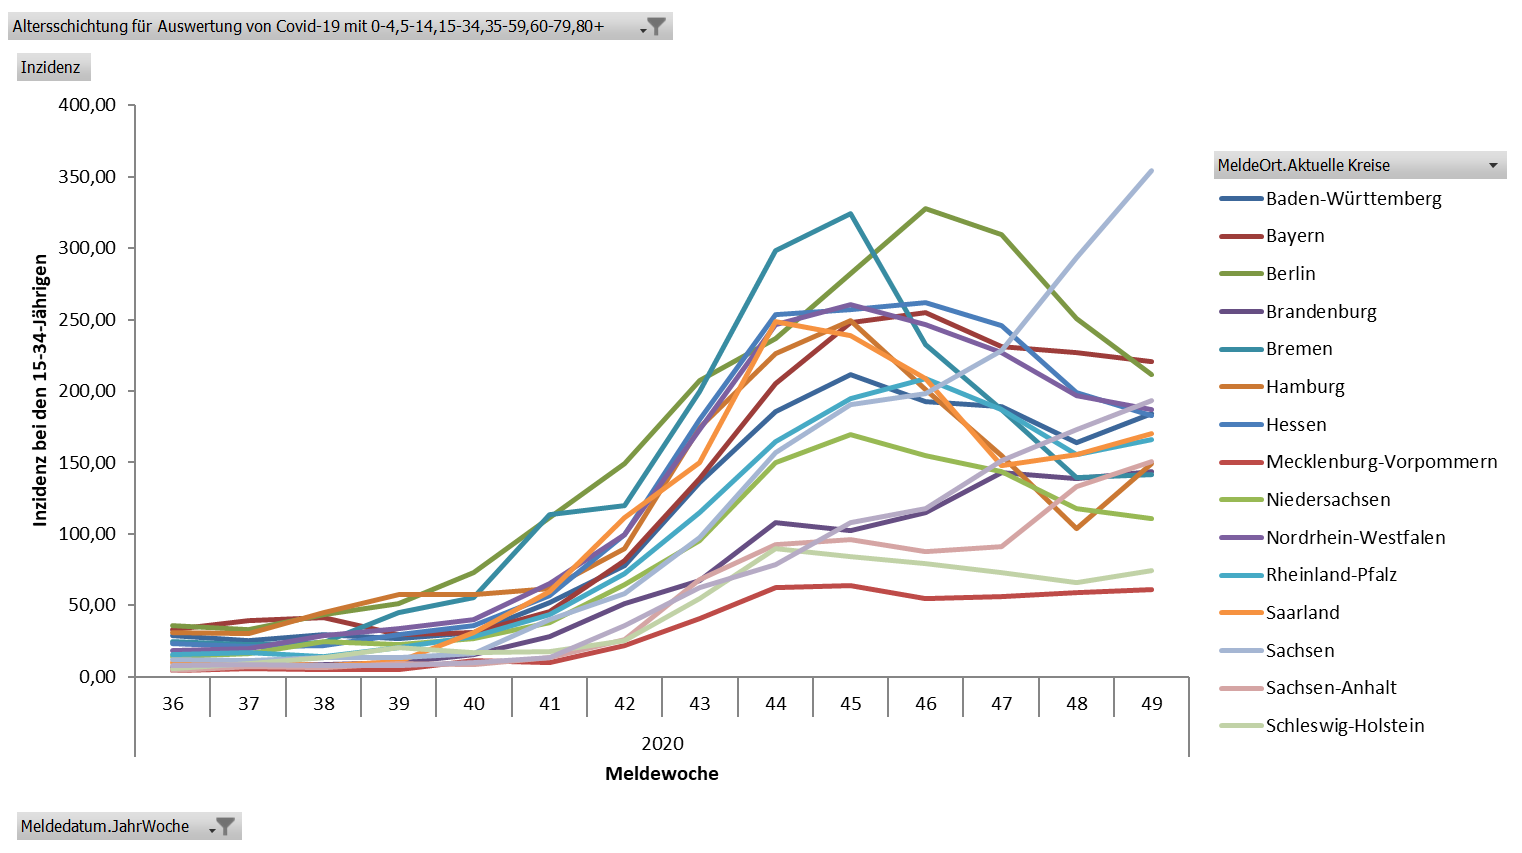 Altersschichtung für Auswertung von Covid-19 mit 0-4,5-14,15-34,35-59,60-79,80+
Inzidenz
400,00
350,00
300,00
250,00
200,00
150,00
100,00
50,00
0,00
Inzidenz bei den 15-34-Jährigen
36 37 38 39 40 41 42 43 44 45 46 47 48 49
2020
Meldewoche
MeldeOrt.Aktuelle Kreise
Baden-Württemberg
Bayern
Berlin
Brandenburg
Bremen
Hamburg
Hessen
Mecklenburg-Vorpommern
Niedersachsen
Nordrhein-Westfalen
Rheinland-Pfalz
Saarland
Sachsen
Sachsen-Anhalt
Schleswig-Holstein
Meldedatum.JahrWoche